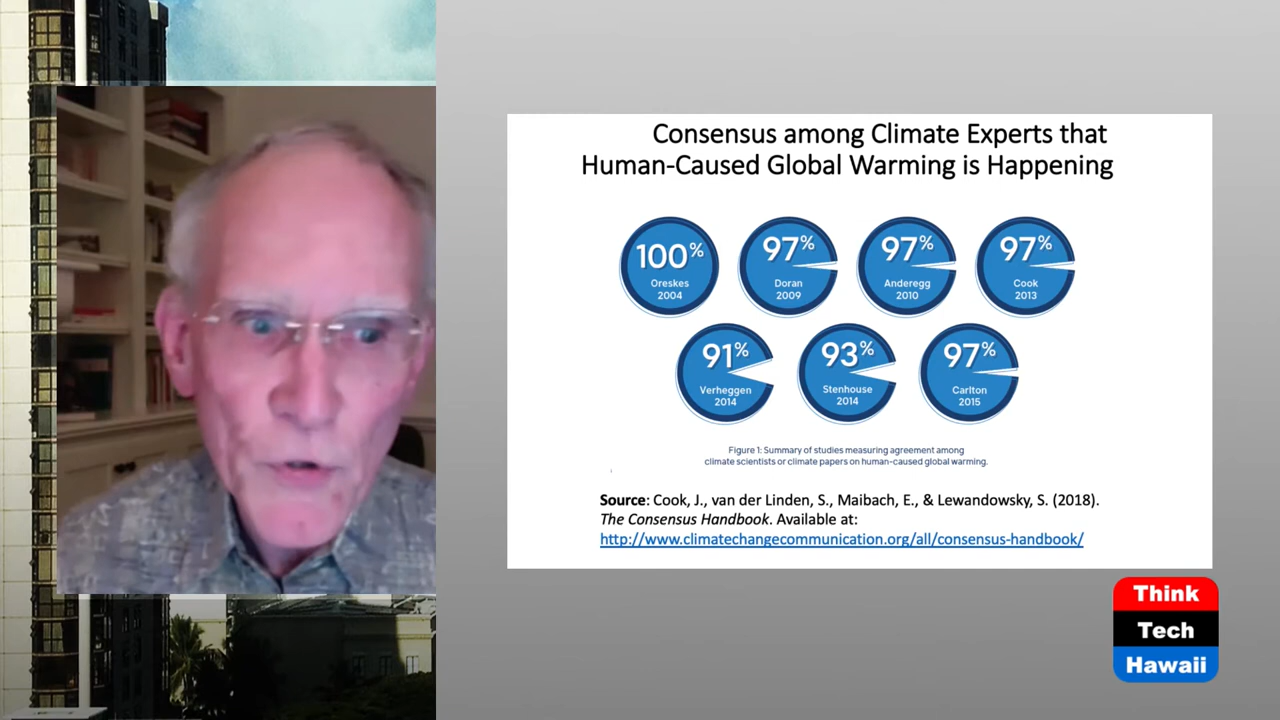 Consensus among Climate Experts that
Human-Caused Global Warming is Happening
100%
Oreskes
2004
97%
Doran
2009
97%
Anderegg
2010
97%
Cook
2013
91%
Verheggen
2014
93%
Stenhouse
2014
97%
Carlton
2015
Figure 1: Summary of studies measuring agreement among
climate scientists or climate papers on human-caused global warming.
Source: Cook, J., van der Linden, S., Maibach, E., & Lewandowsky, S. (2018).
The Consensus Handbook. Available at:
http://www.climatechangecommunication.org/all/consensus-handbook/
Think
Tech
Hawaii